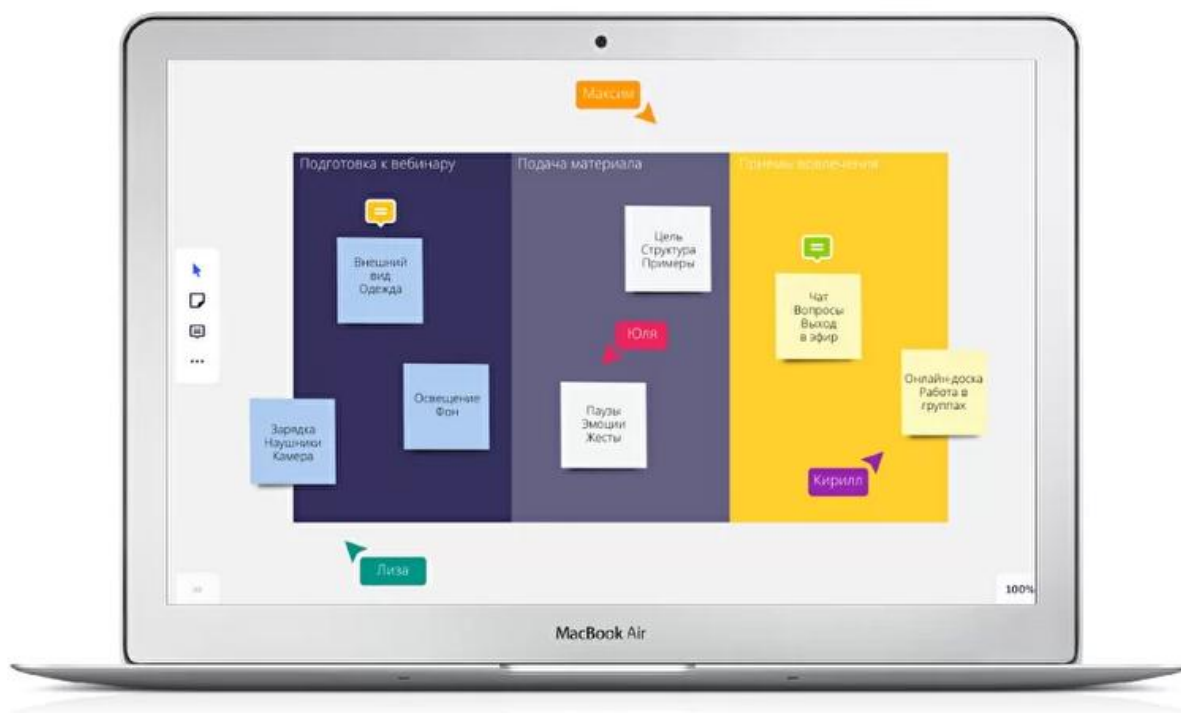 Максим
Подготовка к вебинару
Подача материала
Приемы вовлечения
Внешний
вид
Одежда
Цель
Структура
Примеры
Чат
Вопросы
Выход
в эфир
Юля
Освещение
Фон
Онлайн-доска
Работа в
группах
Зарядка
Наушники
Камера
Паузы
Эмоции
Жесты
Кирилл
Лиза
100%
MacBook Air